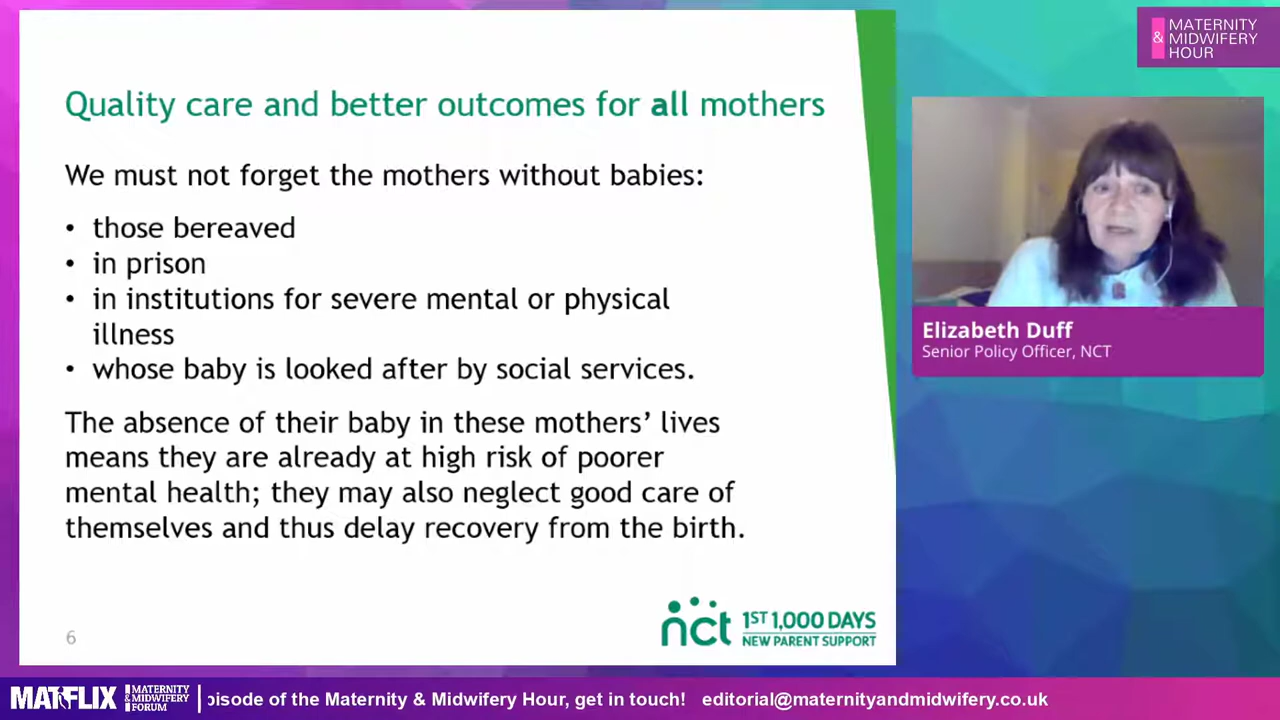 Quality care and better outcomes for all mothers
We must not forget the mothers without babies:
• those bereaved
• in prison
• in institutions for severe mental or physical
illness
• whose baby is looked after by social services.
The absence of their baby in these mothers’ lives
means they are already at high risk of poorer
mental health; they may also neglect good care of
themselves and thus delay recovery from the birth.
6
nct 1ST 1,000 DAYS
NEW PARENT SUPPORT
& MATERNITY
MIDWIFERY
HOUR
Elizabeth Duff
Senior Policy Officer, NCT
MATFLIX
MATERNITY
& MIDWIFERY
FORUM
pisode of the Maternity & Midwifery Hour, get in touch! editorial@maternityandmidwifery.co.uk